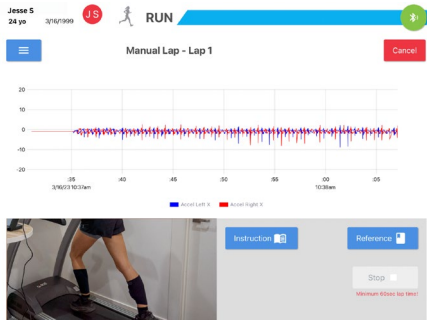 Jesse S
24 yo
3/16/1999
JS
RUN
Manual Lap - Lap 1
Cancel
20
10
0
-10
-20
:35
:40
:45
:50
:55
:00
:05
3/16/23 10:37am
10:38am
Accel Left X
Accel Right X
Instruction
Reference
Stop
Minimum 60sec lap time!